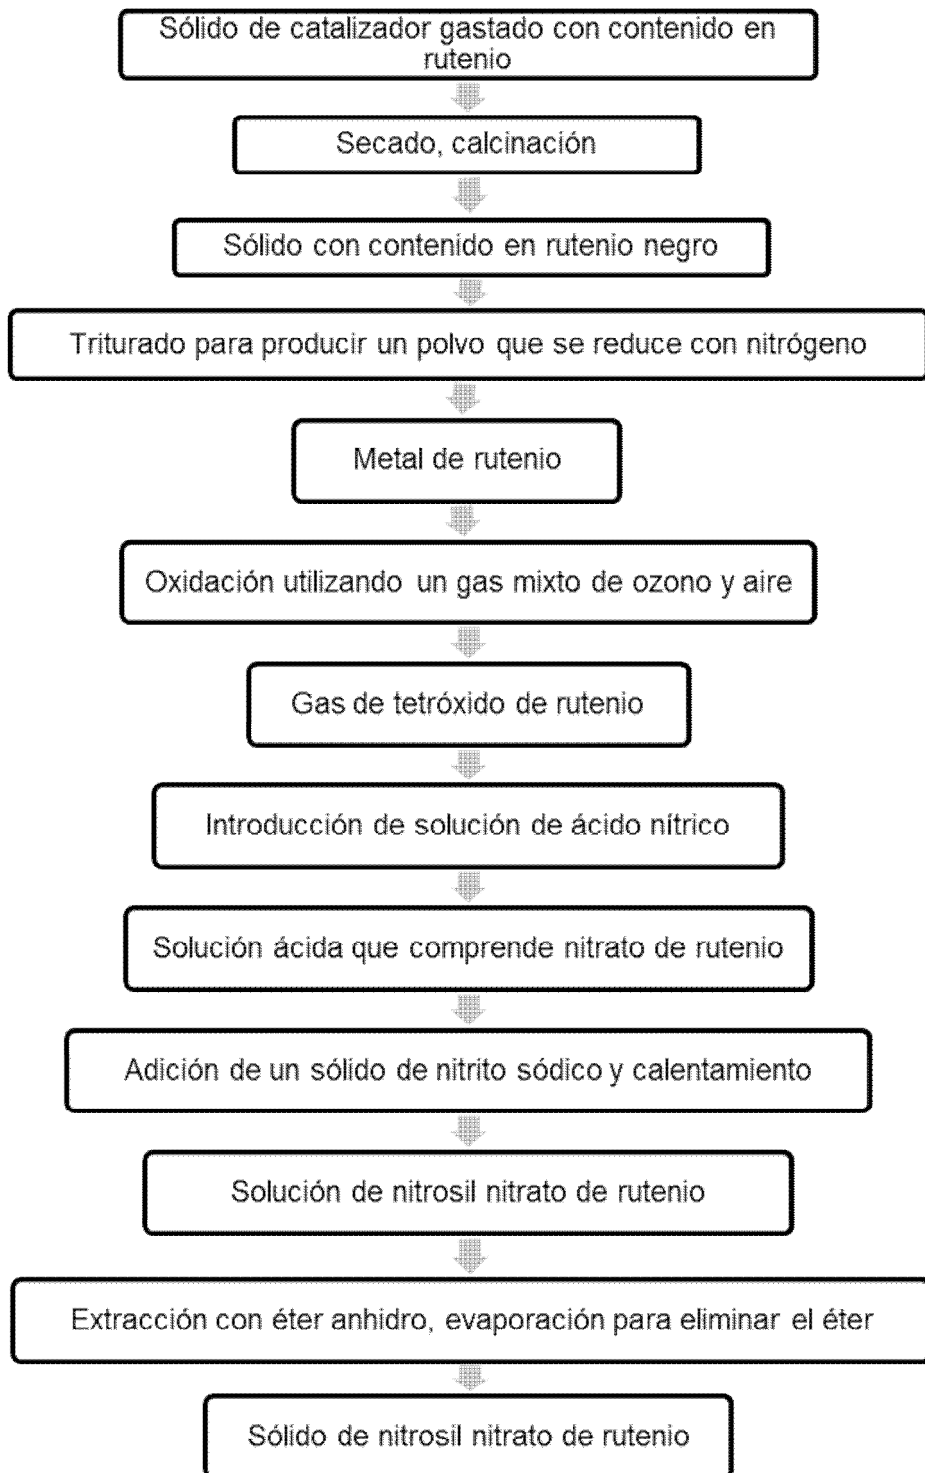 Sólido de catalizador gastado con contenido en
rutenio
Secado, calcinación
Sólido con contenido en rutenio negro
Triturado para producir un polvo que se reduce con nitrógeno
Metal de rutenio
Oxidación utilizando un gas mixto de ozono y aire
Gas de tetróxido de rutenio
Introducción de solución de ácido nítrico
Solución ácida que comprende nitrato de rutenio
Adición de un sólido de nitrito sódico y calentamiento
Solución de nitrosil nitrato de rutenio
Extracción con éter anhidro, evaporación para eliminar el éter
Sólido de nitrosil nitrato de rutenio